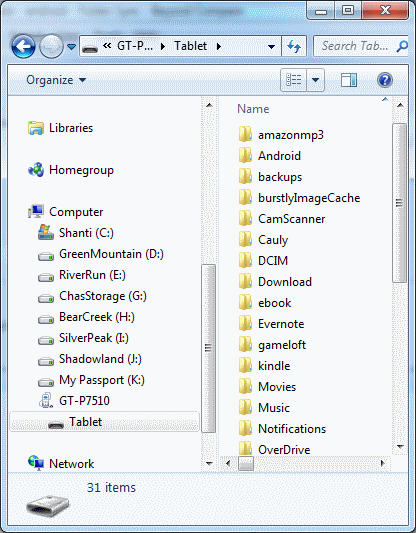 « GT-P... Tablet
Search Tab...
Organize
Libraries
Homegroup
Computer
Shanti (C:)
GreenMountain (D:)
RiverRun (E:)
ChasStorage (G:)
BearCreek (H:)
SilverPeak (I:)
Shadowland (J:)
My Passport (K:)
GT-P7510
Tablet
Network
Name
amazonmp3
Android
backups
burstlyImageCache
CamScanner
Cauly
DCIM
Download
ebook
Evernote
gameloft
kindle
Movies
Music
Notifications
OverDrive
31 items